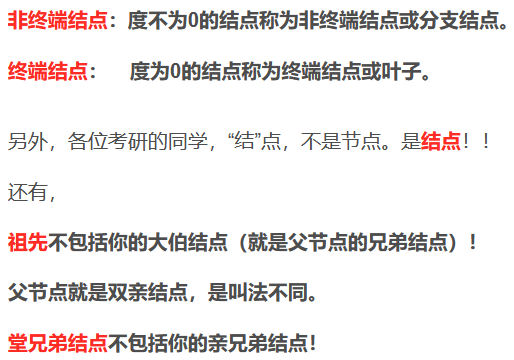 非终端结点：度不为0的结点称为非终端结点或分支结点。
终端结点： 度为0的结点称为终端结点或叶子。
另外，各位考研的同学，“结”点，不是节点。是结点！！
还有，
祖先不包括你的大伯结点（就是父节点的兄弟结点）！
父节点就是双亲结点，是叫法不同。
堂兄弟结点不包括你的亲兄弟结点！